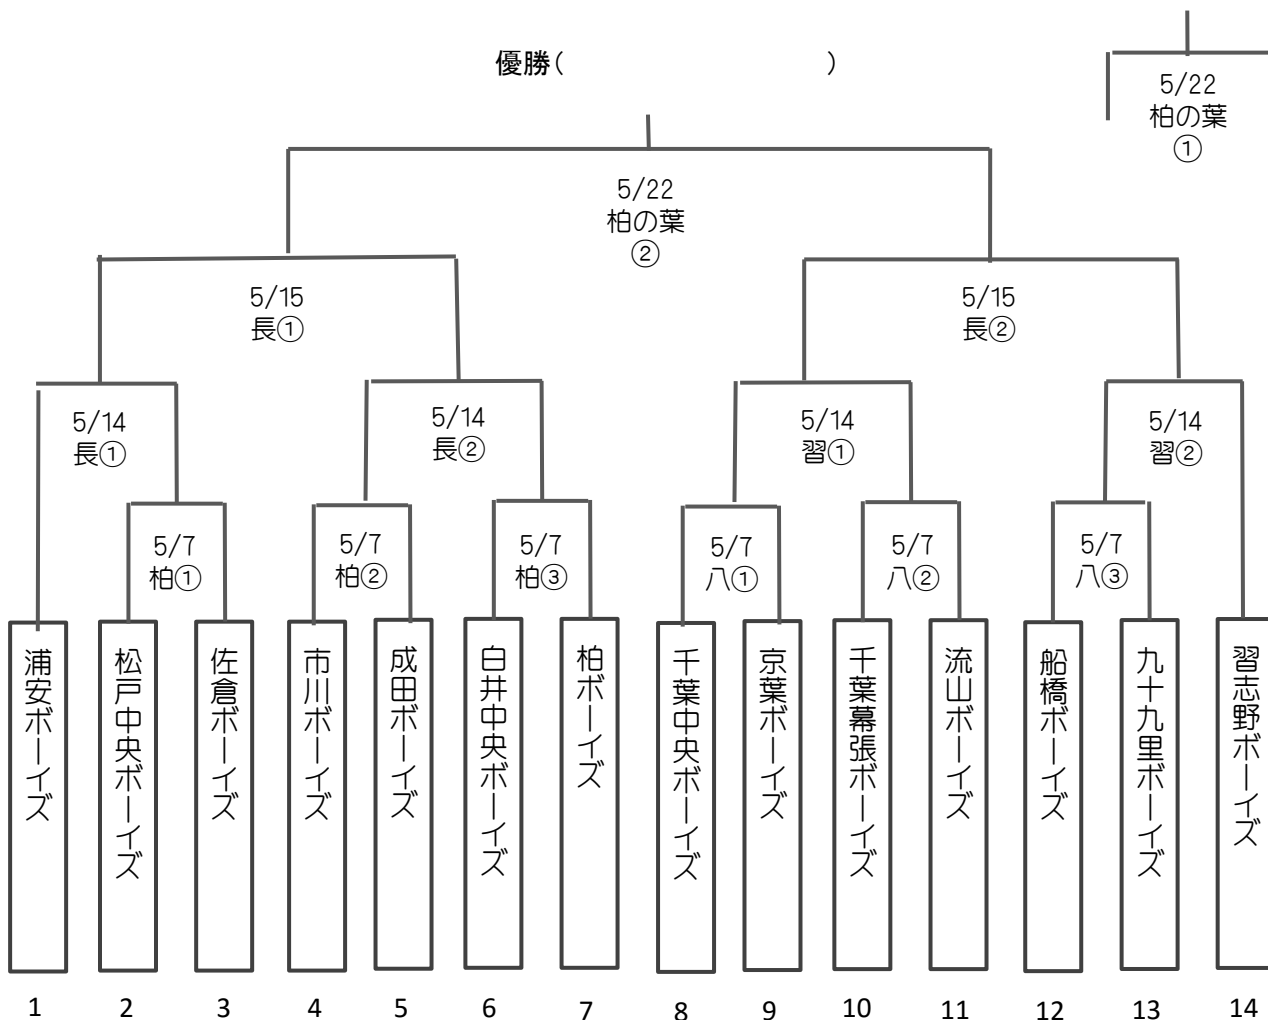 優勝(　　　　　　　　　　)
5/22
柏の葉
①
5/22
柏の葉
②
5/15
長①
5/15
長②
5/14
長①
5/14
長②
5/14
習①
5/14
習②
5/7
柏①
5/7
柏②
5/7
柏③
5/7
八①
5/7
八②
5/7
八③
浦安ボーイズ
松戸中央ボーイズ
佐倉ボーイズ
市川ボーイズ
成田ボーイズ
白井中央ボーイズ
柏ボーイズ
千葉中央ボーイズ
京葉ボーイズ
千葉幕張ボーイズ
流山ボーイズ
船橋ボーイズ
九十九里ボーイズ
習志野ボーイズ
1 2 3 4 5 6 7 8 9 10 11 12 13 14